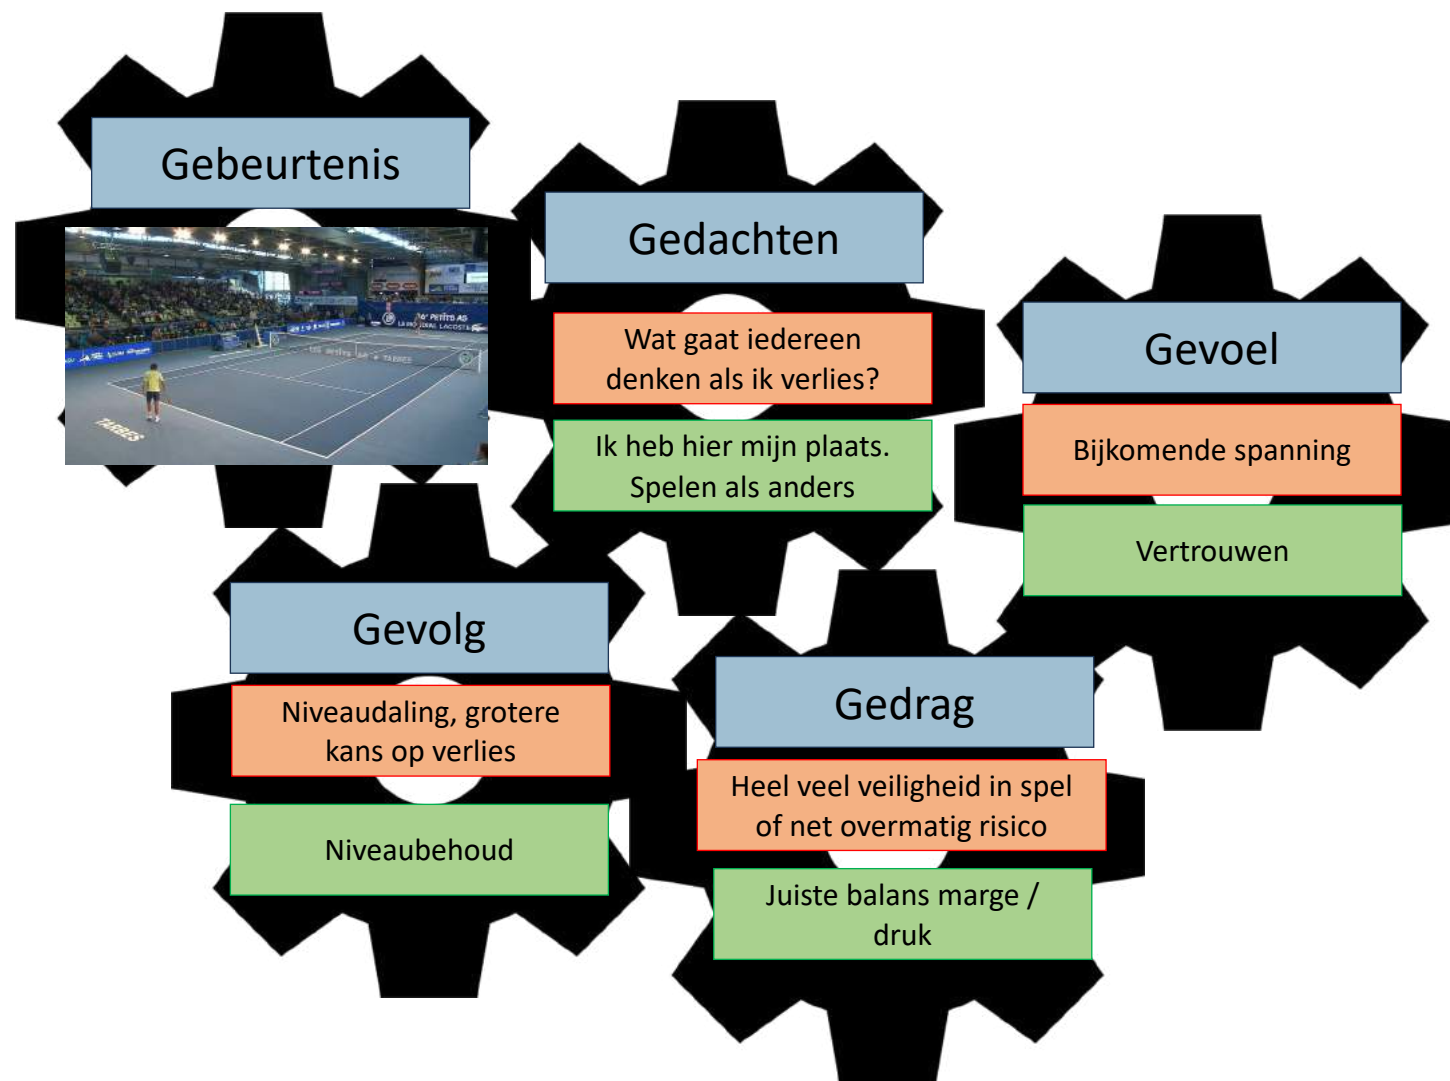 Gebeurtenis
TARBES
Gedachten
Wat gaat iedereen
denken als ik verlies?
Ik heb hier mijn plaats.
Spelen als anders
Gevoel
Bijkomende spanning
Vertrouwen
Gevolg
Niveaudaling, grotere
kans op verlies
Niveaubehoud
Gedrag
Heel veel veiligheid in spel
of net overmatig risico
Juiste balans marge /
druk